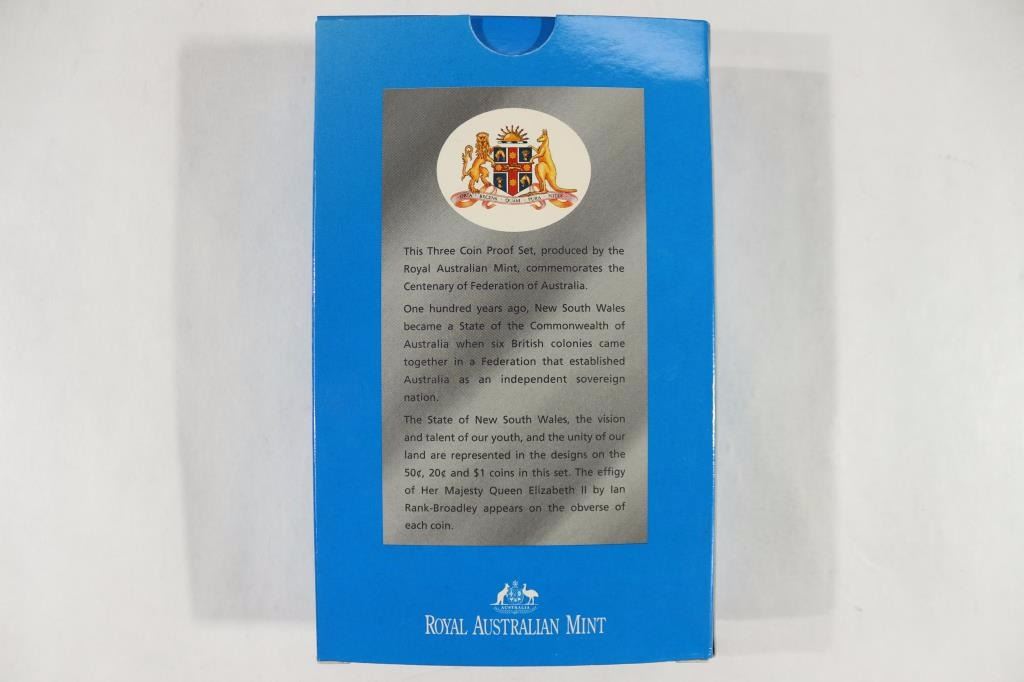 ORTA RECENS QUAM PURA NITES
This Three Coin Proof Set, produced by the
Royal Australian Mint, commemorates the
Centenary of Federation of Australia.
One hundred years ago, New South Wales
became a State of the Commonwealth of
Australia when six British colonies came
together in a Federation that established
Australia as an independent sovereign
nation.
The State of New South Wales, the vision
and talent of our youth, and the unity of our
land are represented in the designs on the
50¢, 20¢ and $1 coins in this set. The effigy
of Her Majesty Queen Elizabeth II by Ian
Rank-Broadley appears on the obverse of
each coin.
AUSTRALIA
ROYAL AUSTRALIAN MINT